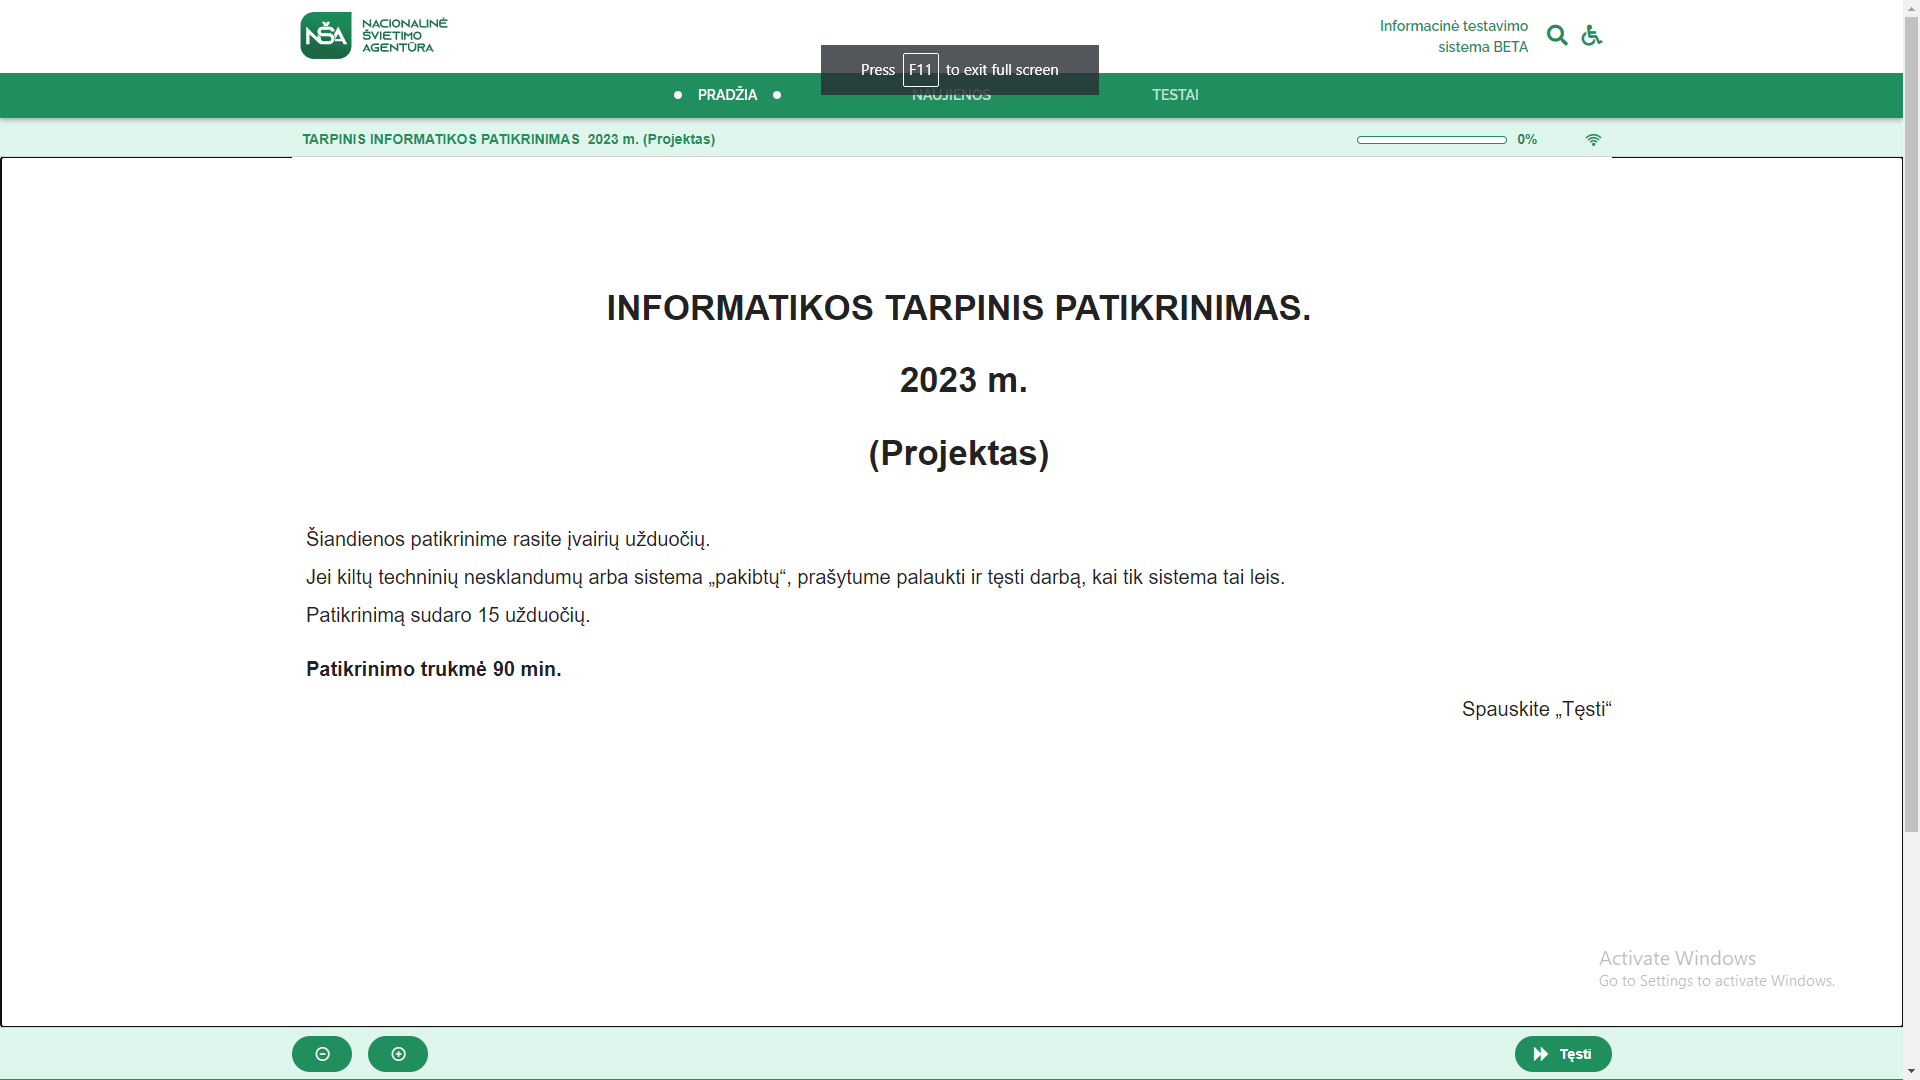 NŠA
NACIONALINĖ
ŠVIETIMO
AGENTŪRA
Informacinė testavimo
sistema BETA
Press F11 to exit full screen
PRADŽIA NAUJIENOS TESTAI
TARPINIS INFORMATIKOS PATIKRINIMAS 2023 m. (Projektas) 0%
INFORMATIKOS TARPINIS PATIKRINIMAS.
2023 m.
(Projektas)
Šiandienos patikrinime rasite įvairių užduočių.
Jei kiltų techninių nesklandumų arba sistema „pakibtų“, prašytume palaukti ir tęsti darbą, kai tik sistema tai leis.
Patikrinimą sudaro 15 užduočių.
Patikrinimo trukmė 90 min.
Spauskite „Tęsti“
Activate Windows
Go to Settings to activate Windows.
Tęsti